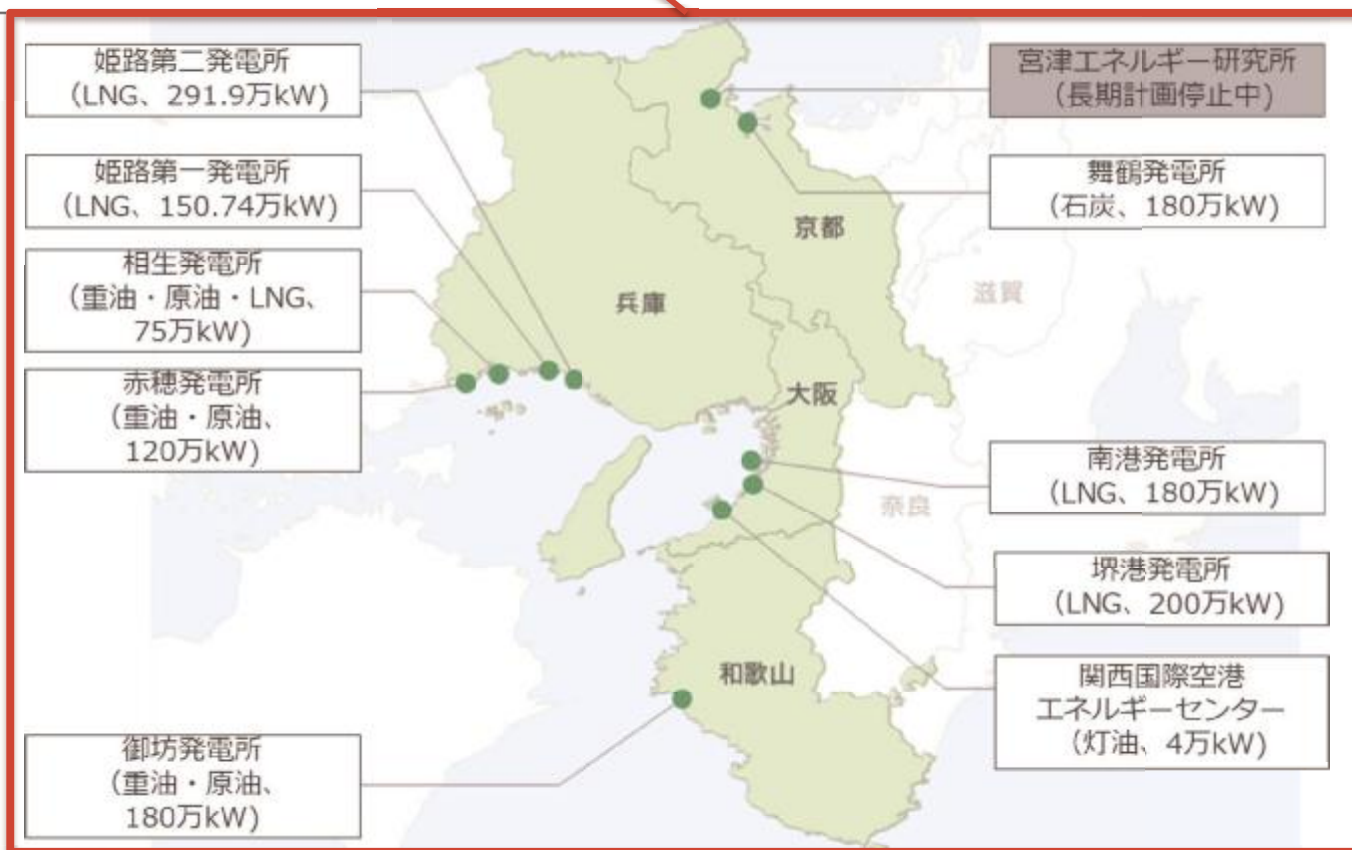 姫路第二発電所
(LNG、291.9万kW)
姫路第一発電所
(LNG、150.74万kW)
相生発電所
(重油・原油・LNG、
75万kW)
赤穂発電所
(重油・原油、
120万kW)
御坊発電所
(重油・原油、
180万kW)
兵庫
京都
滋賀
大阪
奈良
和歌山
宮津エネルギー研究所
(長期計画停止中)
舞鶴発電所
(石炭、180万kW)
南港発電所
(LNG、180万kW)
堺港発電所
(LNG、200万kW)
関西国際空港
エネルギーセンター
(灯油、4万kW)